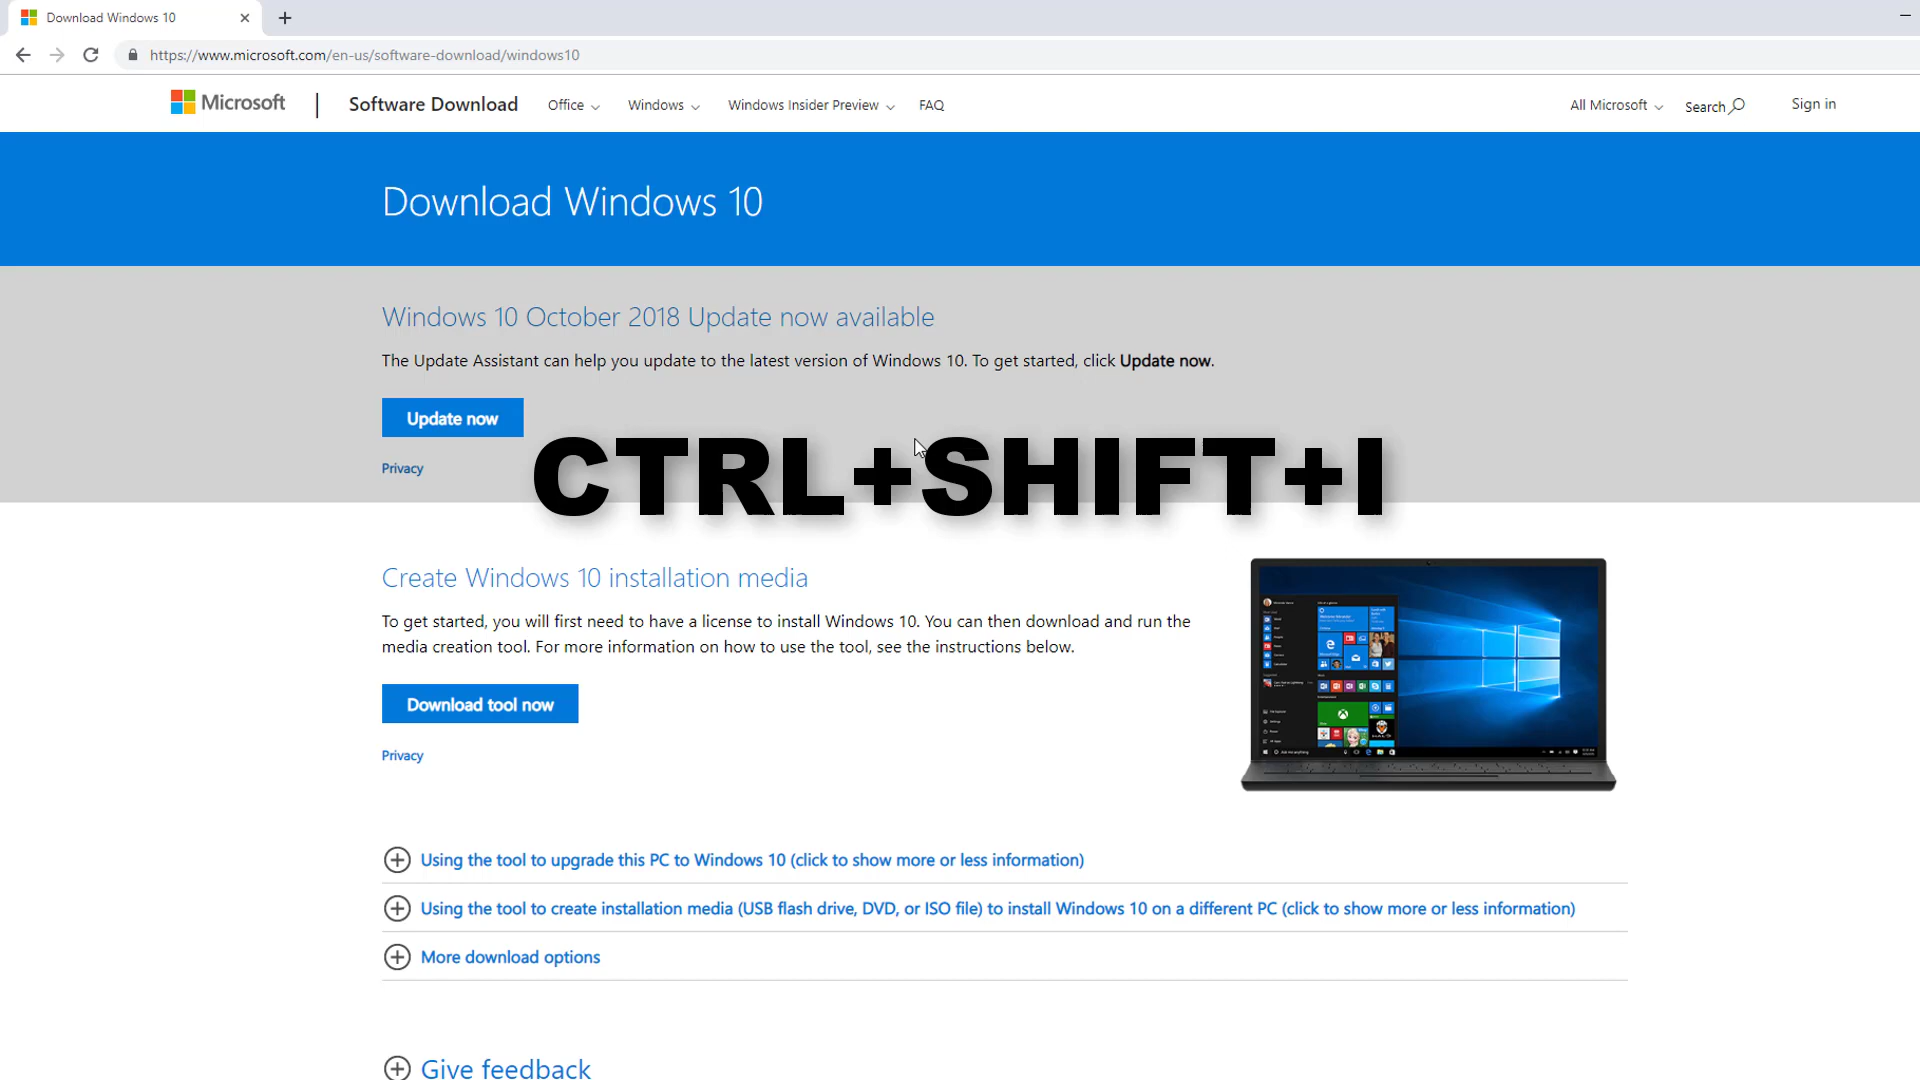 Download Windows 10
https://www.microsoft.com/en-us/software-download/windows10
Microsoft | Software Download Office Windows Windows Insider Preview FAQ All Microsoft Search Sign in
Download Windows 10
Windows 10 October 2018 Update now available
The Update Assistant can help you update to the latest version of Windows 10. To get started, click Update now.
Update now
Privacy
CTRL+SHIFT+I
Create Windows 10 installation media
To get started, you will first need to have a license to install Windows 10. You can then download and run the
media creation tool. For more information on how to use the tool, see the instructions below.
Download tool now
Privacy
Using the tool to upgrade this PC to Windows 10 (click to show more or less information)
Using the tool to create installation media (USB flash drive, DVD, or ISO file) to install Windows 10 on a different PC (click to show more or less information)
More download options
Give feedback